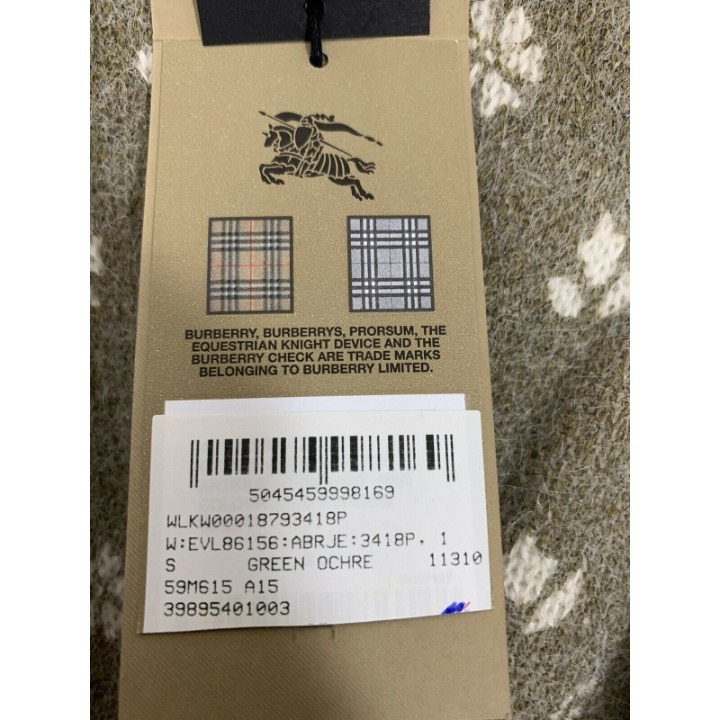 BURBERRY, BURBERRYS, PRORSUM, THE
EQUESTRIAN KNIGHT DEVICE AND THE
BURBERRY CHECK ARE TRADE MARKS
BELONGING TO BURBERRY LIMITED.
5045459998169
WLKW00018793418P
W:EVL86156:ABRJE:3418P. 1
S GREEN OCHRE 11310
59M615 A15
39895401003